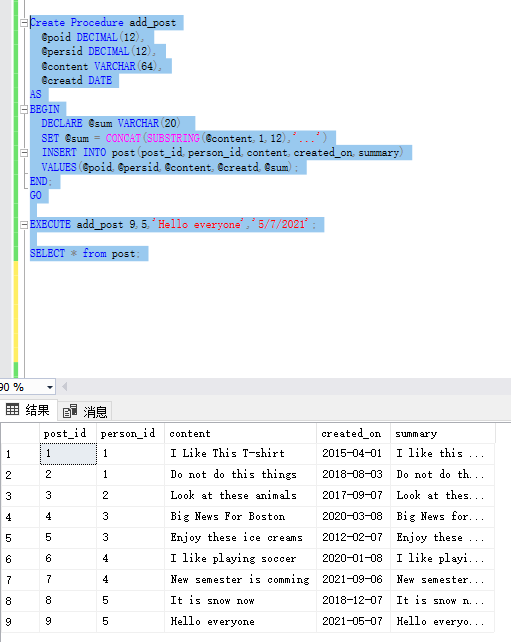 Create Procedure add_post
@poid DECIMAL(12),
@persid DECIMAL(12),
@content VARCHAR(64),
@creatd DATE
AS
BEGIN
DECLARE @sum VARCHAR(20)
SET @sum = CONCAT(SUBSTRING(@content,1,12),'...')
INSERT INTO post(post_id,person_id,content,created_on,summary)
VALUES(@poid,@persid,@content,@creatd,@sum);
END;
GO
EXECUTE add_post 9,5,'Hello everyone','5/7/2021';
SELECT * from post;
90 %
结果 消息
post_id person_id content created_on summary
1 1 1 I Like This T-shirt 2015-04-01 I like this ...
2 2 1 Do not do this things 2018-08-03 Do not do th...
3 3 2 Look at these animals 2017-09-07 Look at thes...
4 4 3 Big News For Boston 2020-03-08 Big News for...
5 5 3 Enjoy these ice creams 2012-02-07 Enjoy these ...
6 6 4 I like playing soccer 2020-01-08 I like playi...
7 7 4 New semester is comming 2021-09-06 New semester...
8 8 5 It is snow now 2018-12-07 It is snow n...
9 9 5 Hello everyone 2021-05-07 Hello everyo...